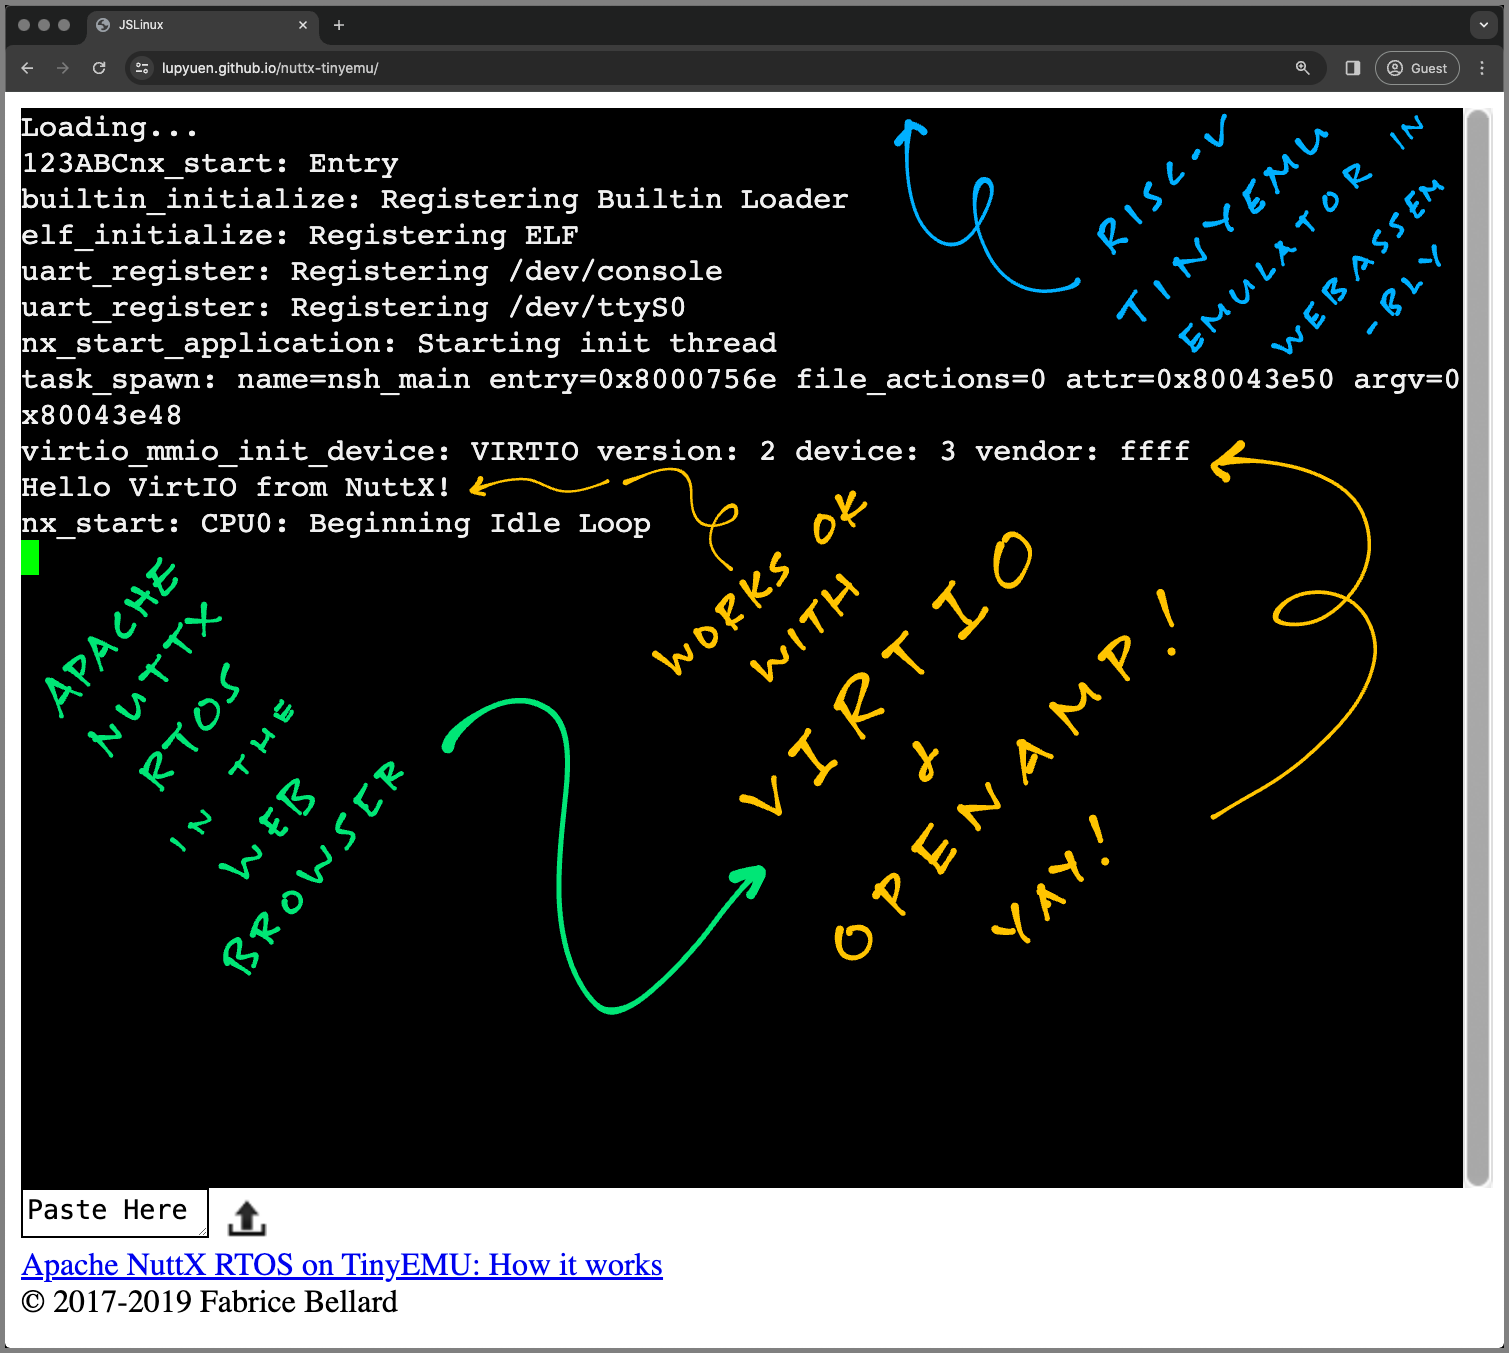 JSLinux
lupyuen.github.io/nuttx-tinyemu/
Guest
Loading...
123ABCnx_start: Entry
builtin_initialize: Registering Builtin Loader
elf_initialize: Registering ELF
uart_register: Registering /dev/console
uart_register: Registering /dev/ttyS0
nx_start_application: Starting init thread
task_spawn: name=nsh_main entry=0x8000756e file_actions=0 attr=0x80043e50 argv=0
x80043e48
virtio_mmio_init_device: VIRTIO version: 2 device: 3 vendor: ffff
Hello VirtIO from NuttX!
nx_start: CPU0: Beginning Idle Loop
RISC-V
TINYEMU
EMULATOR IN
WEBASSEM
-BLY
WORKS OK
WITH
VIRTIO
&
OPENAMP!
YAY!
APACHE
NUTTX
RTOS
IN THE
WEB
BROWSER
Paste Here
Apache NuttX RTOS on TinyEMU: How it works
© 2017-2019 Fabrice Bellard